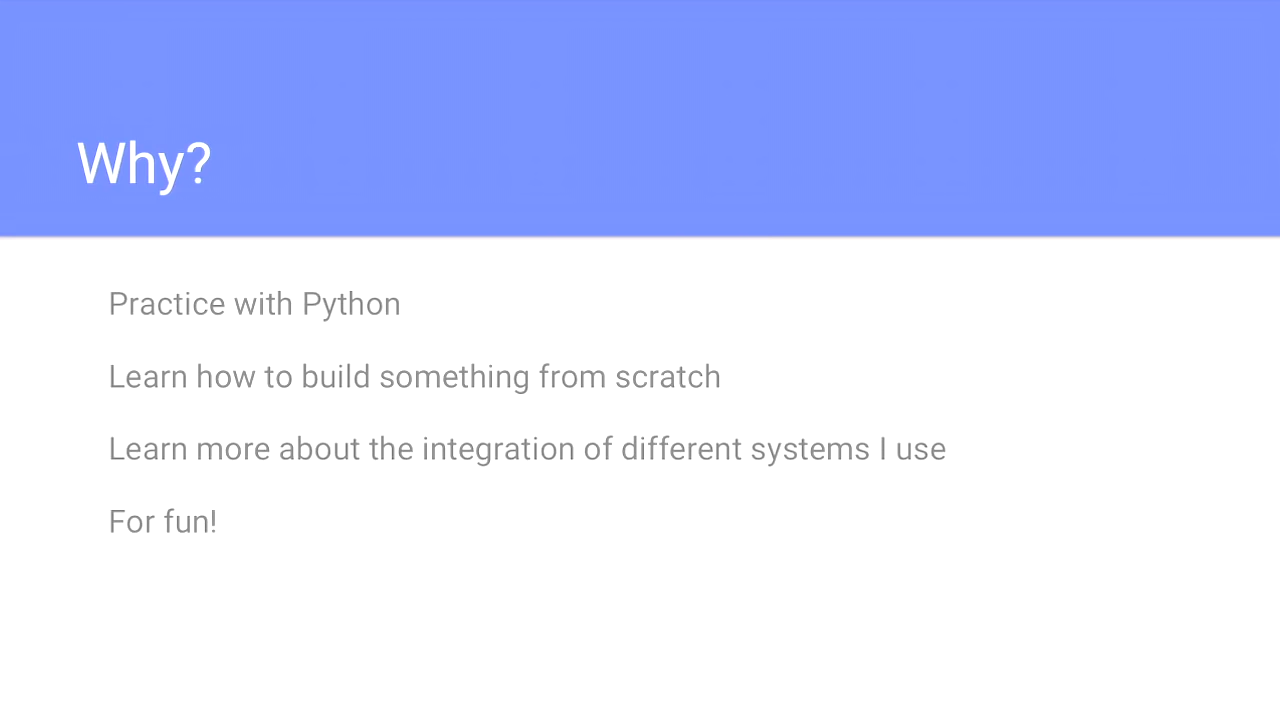 Why?
Practice with Python
Learn how to build something from scratch
Learn more about the integration of different systems I use
For fun!